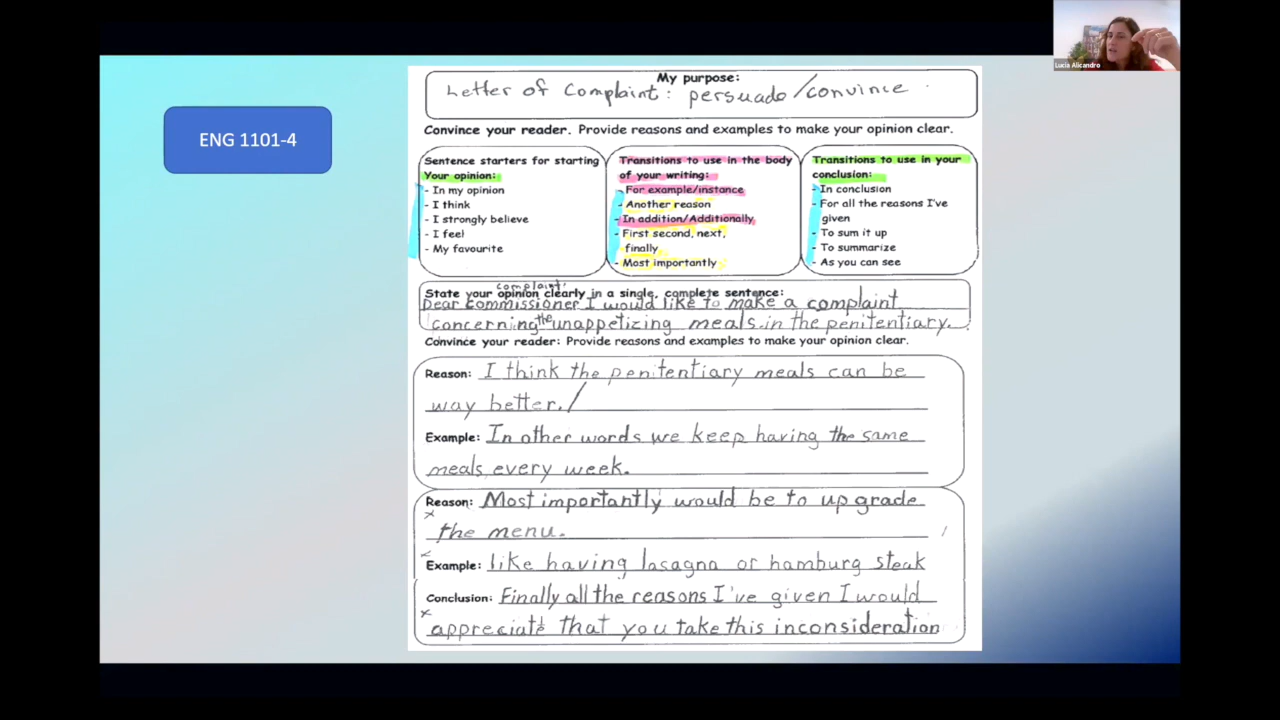 Lucia Alicandro
ENG 1101-4
My purpose:
Letter of Complaint: persuade/convince
Convince your reader. Provide reasons and examples to make your opinion clear.
Sentence starters for starting
Your opinion:
- In my opinion
- I think
- I strongly believe
- I feel
- My favourite
Transitions to use in the body
of your writing:
- For example/instance
- Another reason
- In addition/Additionally
- First second, next,
finally
- Most importantly
Transitions to use in your
conclusion:
- In conclusion
- For all the reasons I've
given
- To sum it up
- To summarize
- As you can see
complaint
State your opinion clearly in a single, complete sentence:
Dear Commissioner I would like to make a complaint
concerning the unappetizing meals in the penitentiary.
Convince your reader: Provide reasons and examples to make your opinion clear.
Reason: I think the penitentiary meals can be
way better./
Example: In other words we keep having the same
meals every week.
Reason: Most importantly would be to upgrade
the menu.
Example: like having lasagna or hamburg steak
Conclusion: Finally all the reasons I've given I would
appreciate that you take this inconsideration